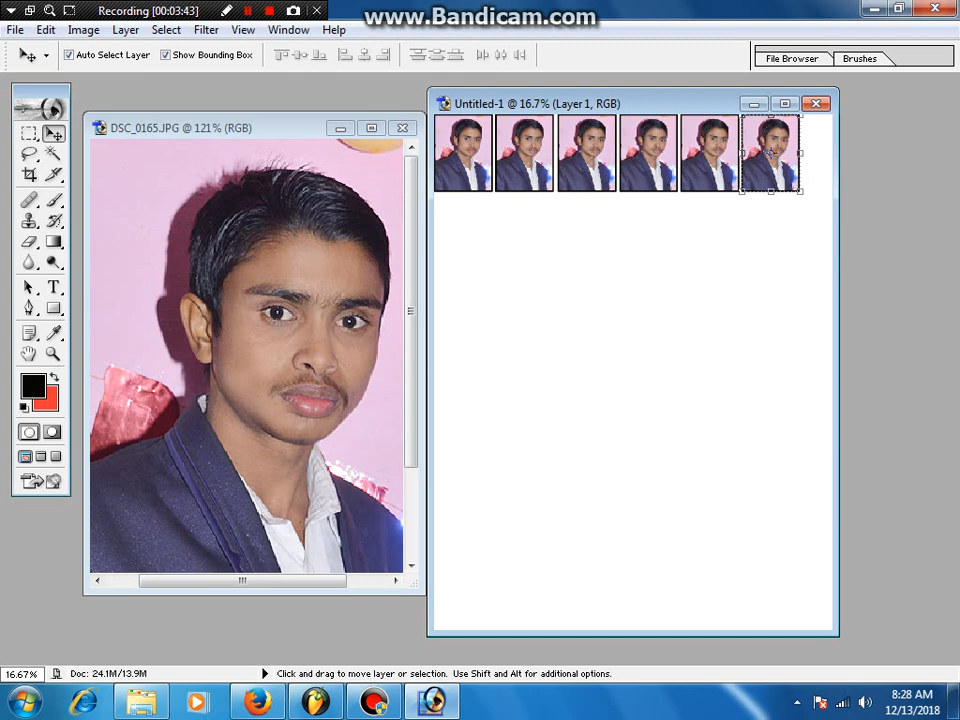 Recording [00:03:43]
www.Bandicam.com
File Edit Image Layer Select Filter View Window Help
Auto Select Layer Show Bounding Box
File Browser Brushes
Untitled-1 @ 16.7% (Layer 1, RGB)
DSC_0165.JPG @ 121% (RGB)
T
16.67% Doc: 24.1M/13.9M Click and drag to move layer or selection. Use Shift and Alt for additional options.
8:28 AM
12/13/2018